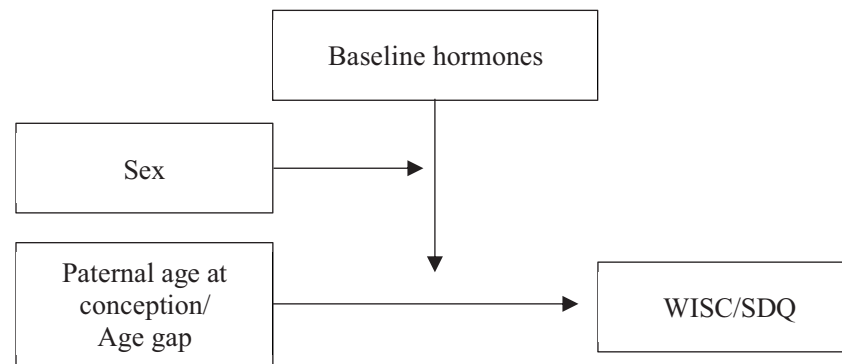 Baseline hormones
Sex
Paternal age at
conception/
Age gap
WISC/SDQ